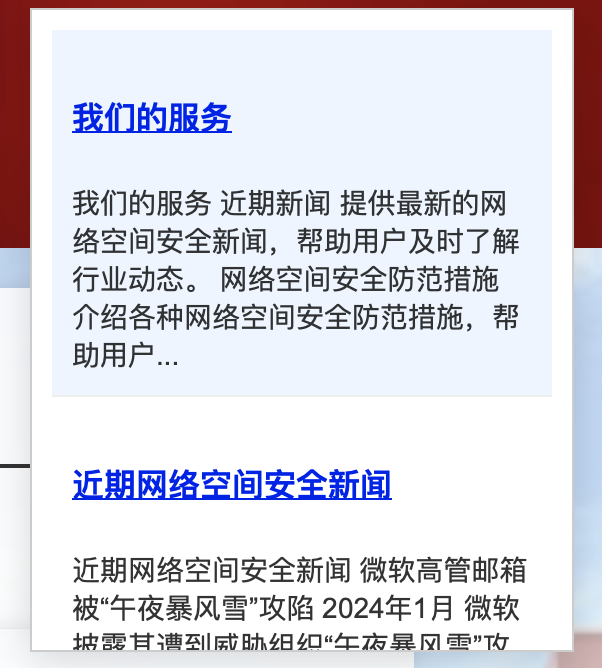 我们的服务
我们的服务 近期新闻 提供最新的网
络空间安全新闻，帮助用户及时了解
行业动态。 网络空间安全防范措施
介绍各种网络空间安全防范措施，帮
助用户...
近期网络空间安全新闻
近期网络空间安全新闻 微软高管邮箱
被“午夜暴风雪”攻陷 2024年1月 微软
披露其遭到威胁组织“午夜暴风雪”攻